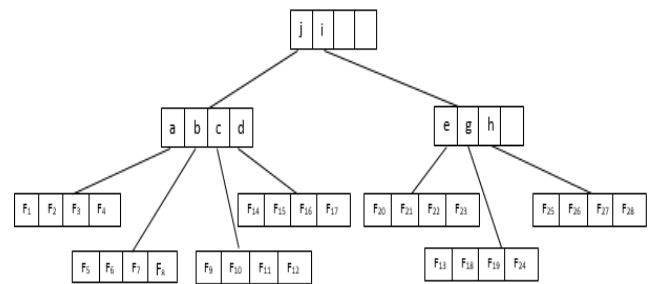 j i
a b c d
e g h
F₁ F₂ F₃ F₄
F₁₄ F₁₅ F₁₆ F₁₇
F₂₀ F₂₁ F₂₂ F₂₃
F₂₅ F₂₆ F₂₇ F₂₈
F₅ F₆ F₇ F₈
F₉ F₁₀ F₁₁ F₁₂
F₁₃ F₁₈ F₁₉ F₂₄